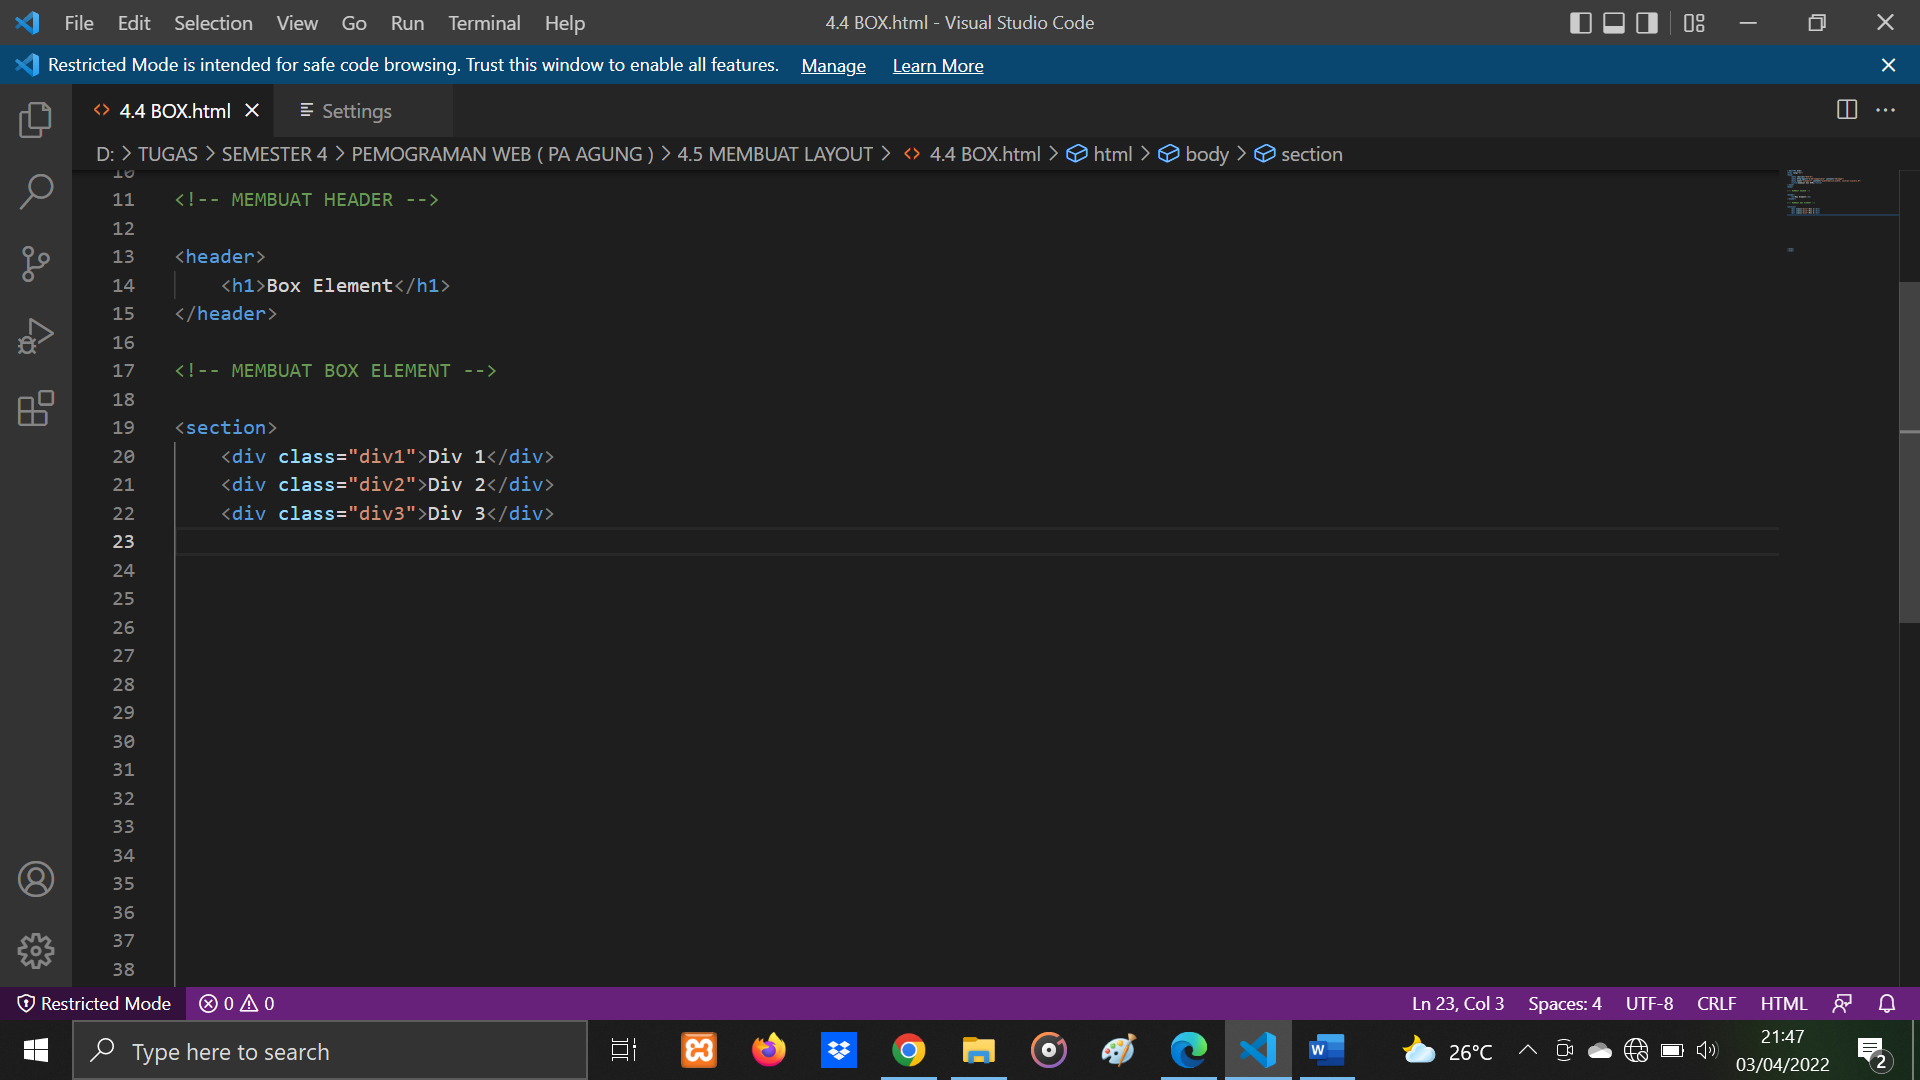 File Edit Selection View Go Run Terminal Help 4.4 BOX.html - Visual Studio Code
Restricted Mode is intended for safe code browsing. Trust this window to enable all features. Manage Learn More
4.4 BOX.html Settings
D: > TUGAS > SEMESTER 4 > PEMOGRAMAN WEB ( PA AGUNG ) > 4.5 MEMBUAT LAYOUT > 4.4 BOX.html > html > body > section
10
11 <!-- MEMBUAT HEADER -->
12
13 <header>
14     <h1>Box Element</h1>
15 </header>
16
17 <!-- MEMBUAT BOX ELEMENT -->
18
19 <section>
20     <div class="div1">Div 1</div>
21     <div class="div2">Div 2</div>
22     <div class="div3">Div 3</div>
23
24
25
26
27
28
29
30
31
32
33
34
35
36
37
38
Restricted Mode 0 0 Ln 23, Col 3 Spaces: 4 UTF-8 CRLF HTML
Type here to search 26°C 21:47
03/04/2022 2